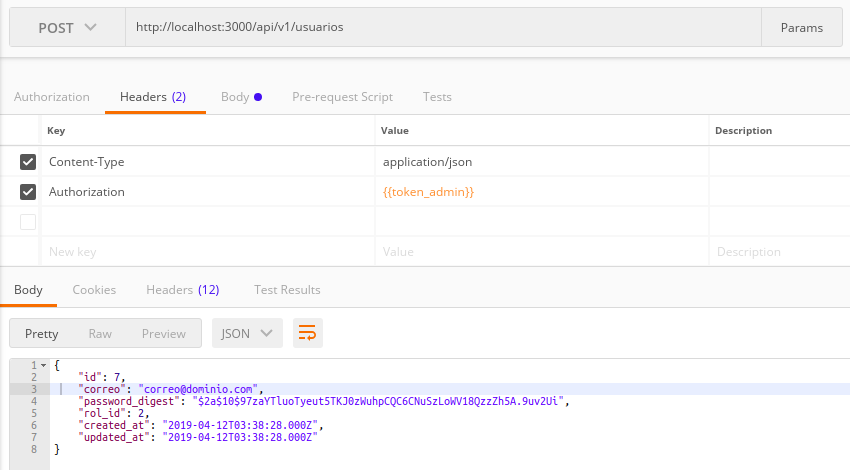 POST http://localhost:3000/api/v1/usuarios Params
Authorization Headers (2) Body Pre-request Script Tests
Key Value Description
Content-Type application/json
Authorization {{token_admin}}
New key Value Description
Body Cookies Headers (12) Test Results
Pretty Raw Preview JSON
1 {
2 "id": 7,
3 "correo": "correo@dominio.com",
4 "password_digest": "$2a$10$97zaYTluoTyeut5TKJ0zWuhpCQC6CNuSzLoWV18QzzZh5A.9uv2Ui",
5 "rol_id": 2,
6 "created_at": "2019-04-12T03:38:28.000Z",
7 "updated_at": "2019-04-12T03:38:28.000Z"
8 }